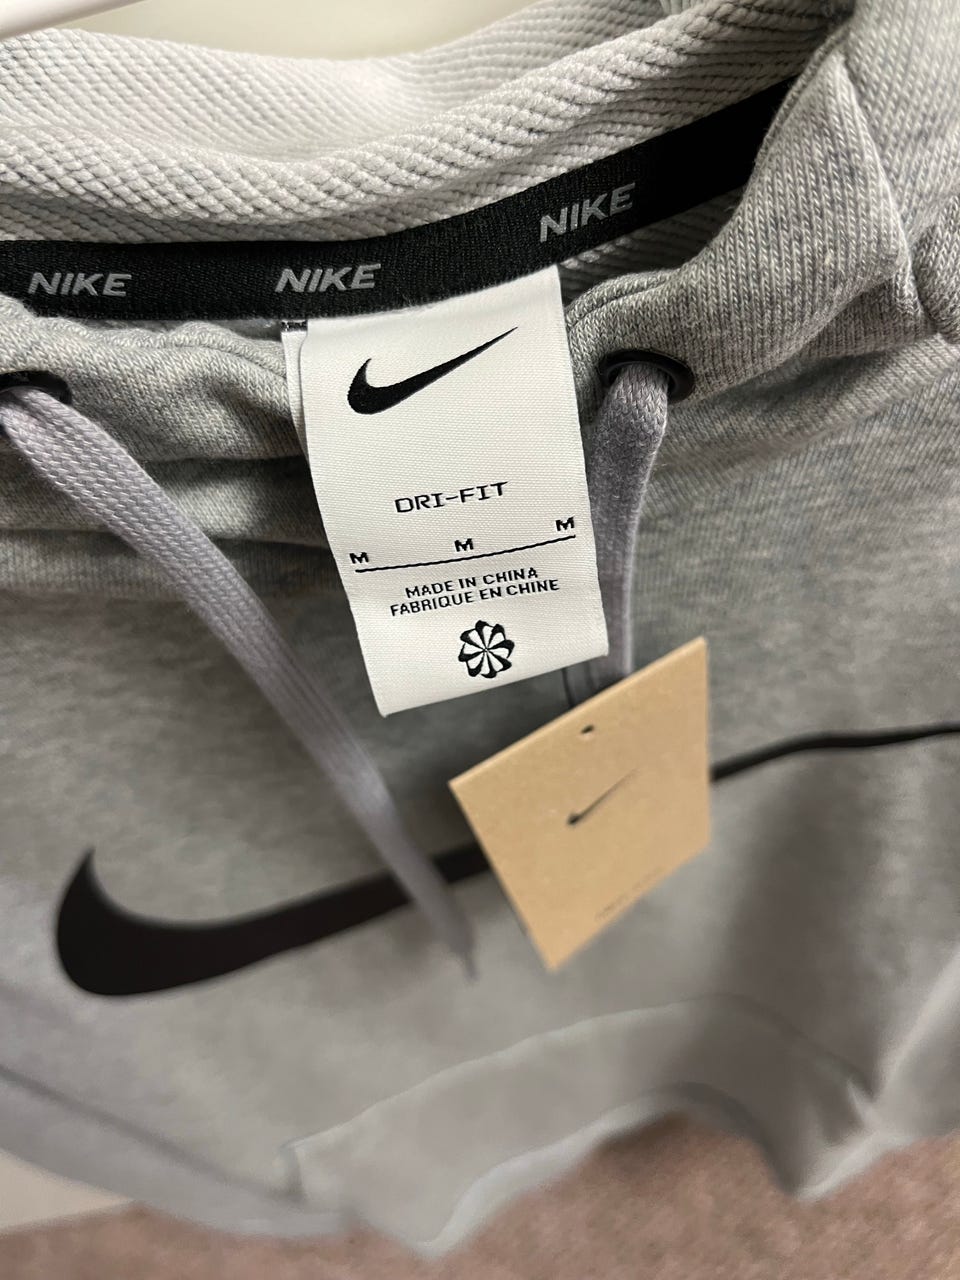 NIKE NIKE NIKE
DRI-FIT
M M M
MADE IN CHINA
FABRIQUE EN CHINE